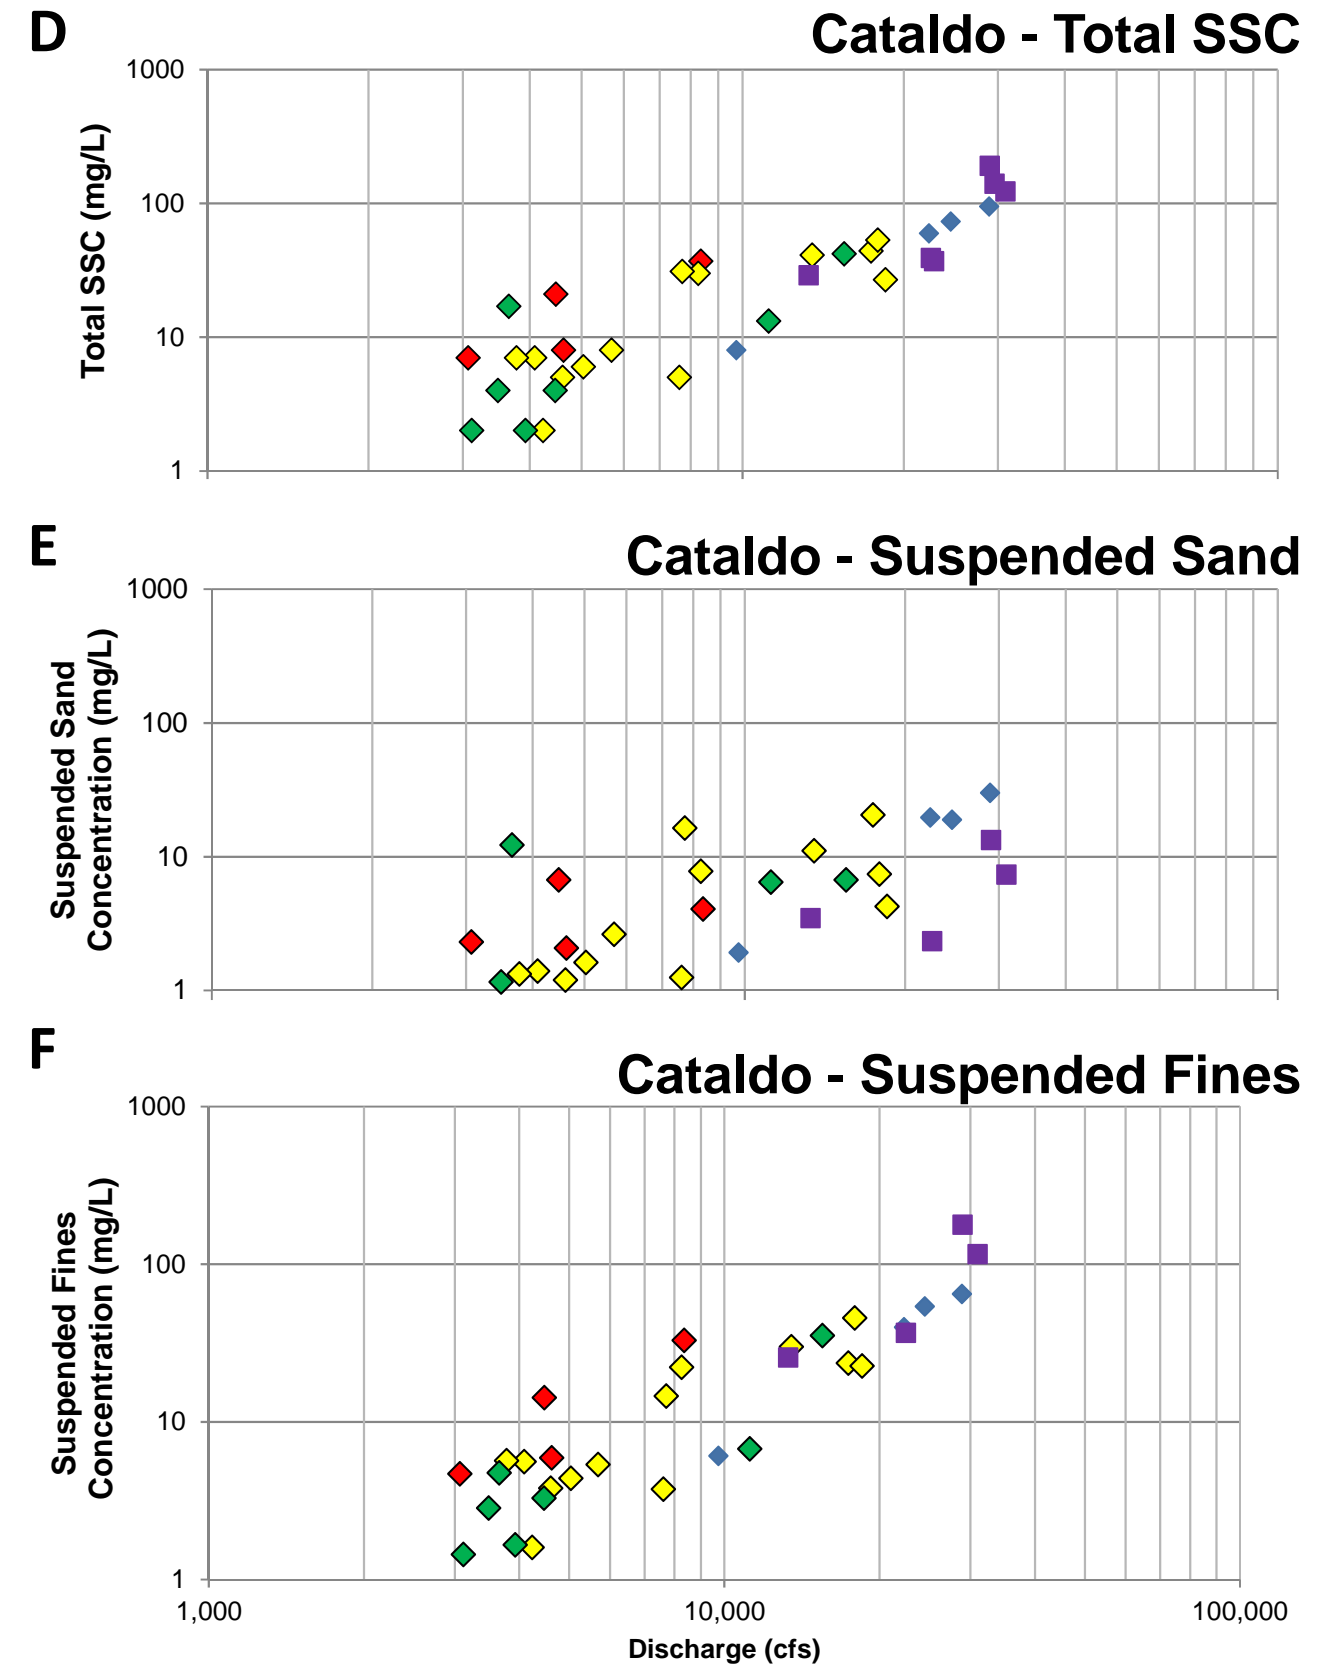 D
Cataldo - Total SSC
Total SSC (mg/L)
1000
100
10
1
E
Cataldo - Suspended Sand
Suspended Sand
Concentration (mg/L)
1000
100
10
1
F
Cataldo - Suspended Fines
Suspended Fines
Concentration (mg/L)
1000
100
10
1
1,000
10,000
100,000
Discharge (cfs)